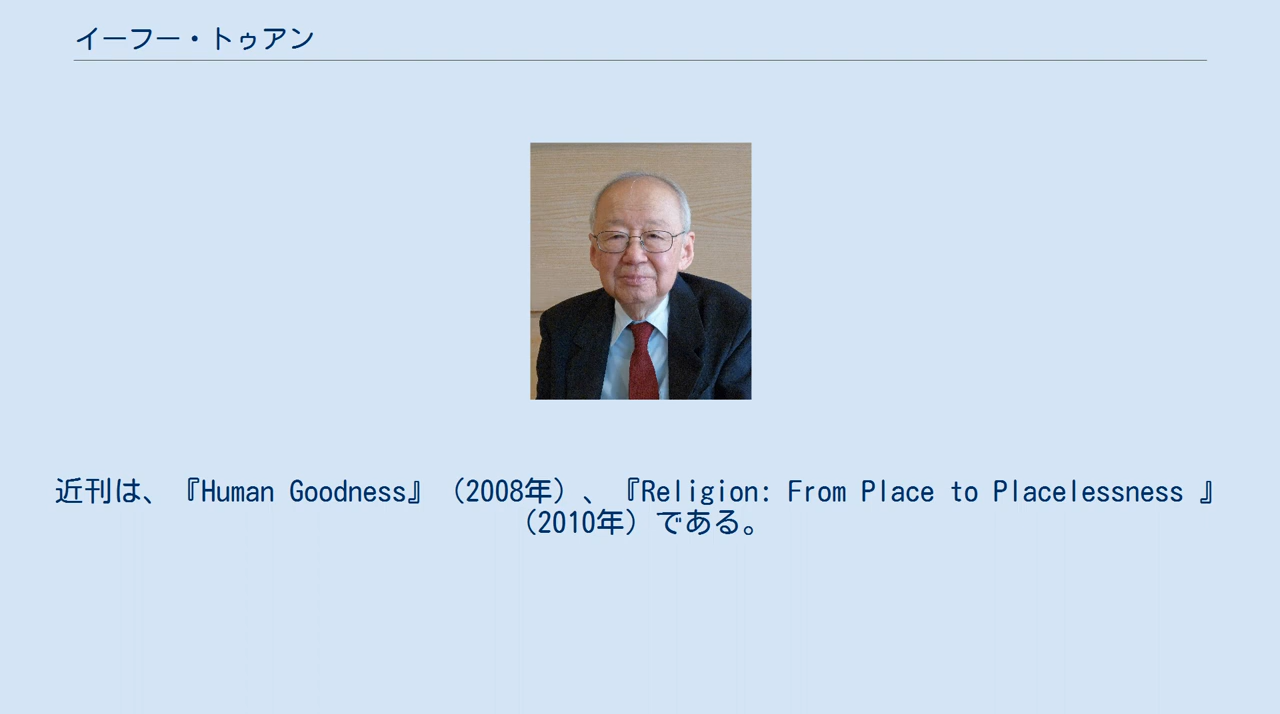 イーフー・トゥアン
近刊は、『Human Goodness』（2008年）、『Religion: From Place to Placelessness 』
（2010年）である。